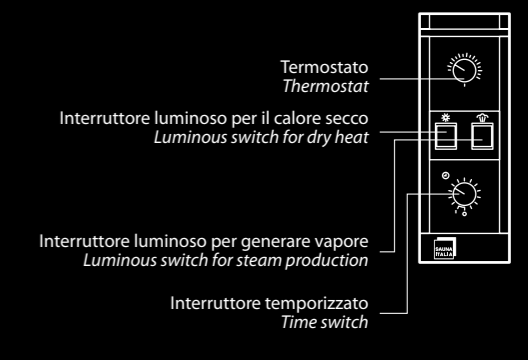 Termostato
Thermostat
Interruttore luminoso per il calore secco
Luminous switch for dry heat
Interruttore luminoso per generare vapore
Luminous switch for steam production
Interruttore temporizzato
Time switch
SAUNA
ITALIA